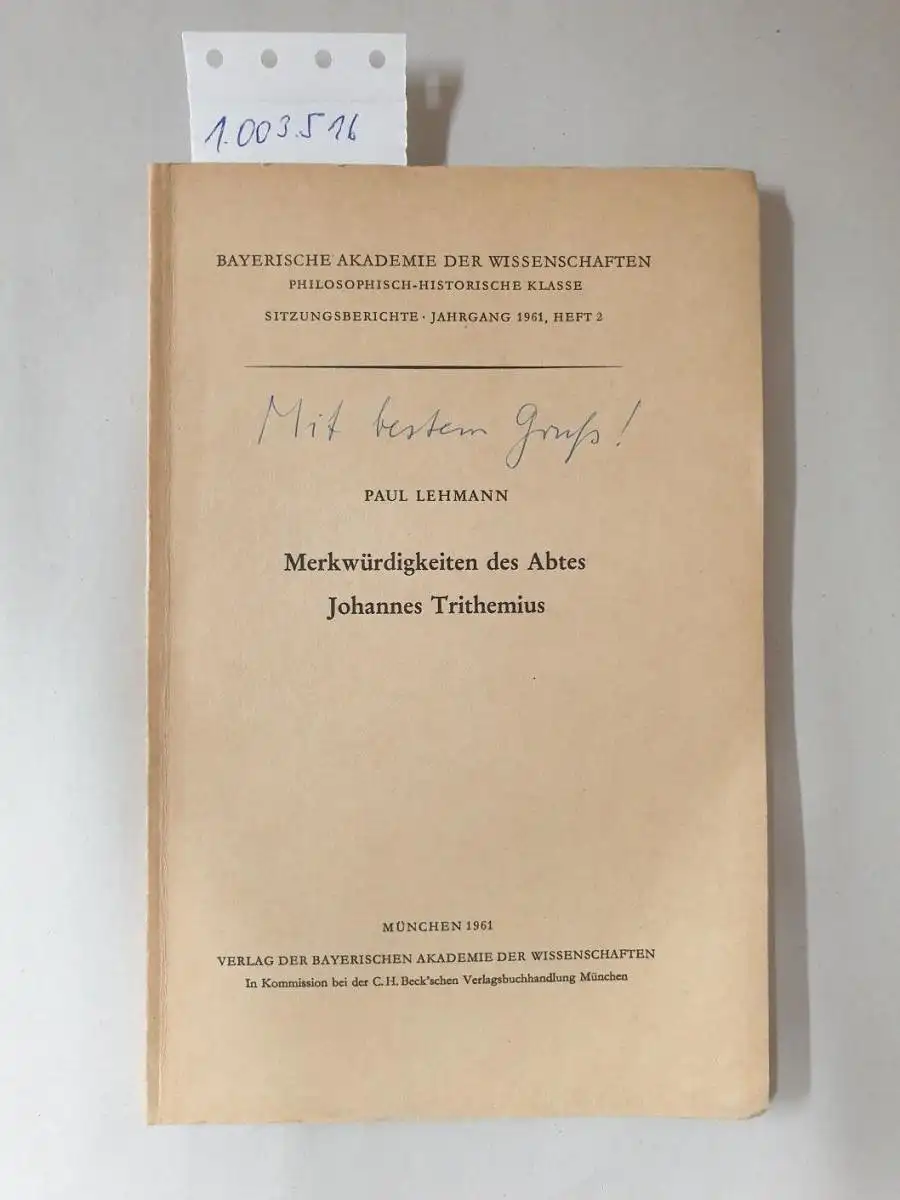 1.003.516
BAYERISCHE AKADEMIE DER WISSENSCHAFTEN
PHILOSOPHISCH-HISTORISCHE KLASSE
SITZUNGSBERICHTE · JAHRGANG 1961, HEFT 2
Mit bestem Gruß!
PAUL LEHMANN
Merkwürdigkeiten des Abtes
Johannes Trithemius
MÜNCHEN 1961
VERLAG DER BAYERISCHEN AKADEMIE DER WISSENSCHAFTEN
In Kommission bei der C.H.Beck'schen Verlagsbuchhandlung München